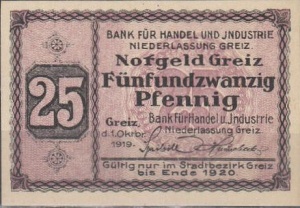 BANK FÜR HANDEL UND JNDUSTRIE
NIEDERLASSUNG GREIZ.
Notgeld Greiz
Fünfundzwanzig
Pfennig
25
Greiz
d.1.Oktbr.
1919.
Bank für Handel u. Jndustrie
Niederlassung Greiz
Gültig nur im Stadtbezirk Greiz
bis Ende 1920.